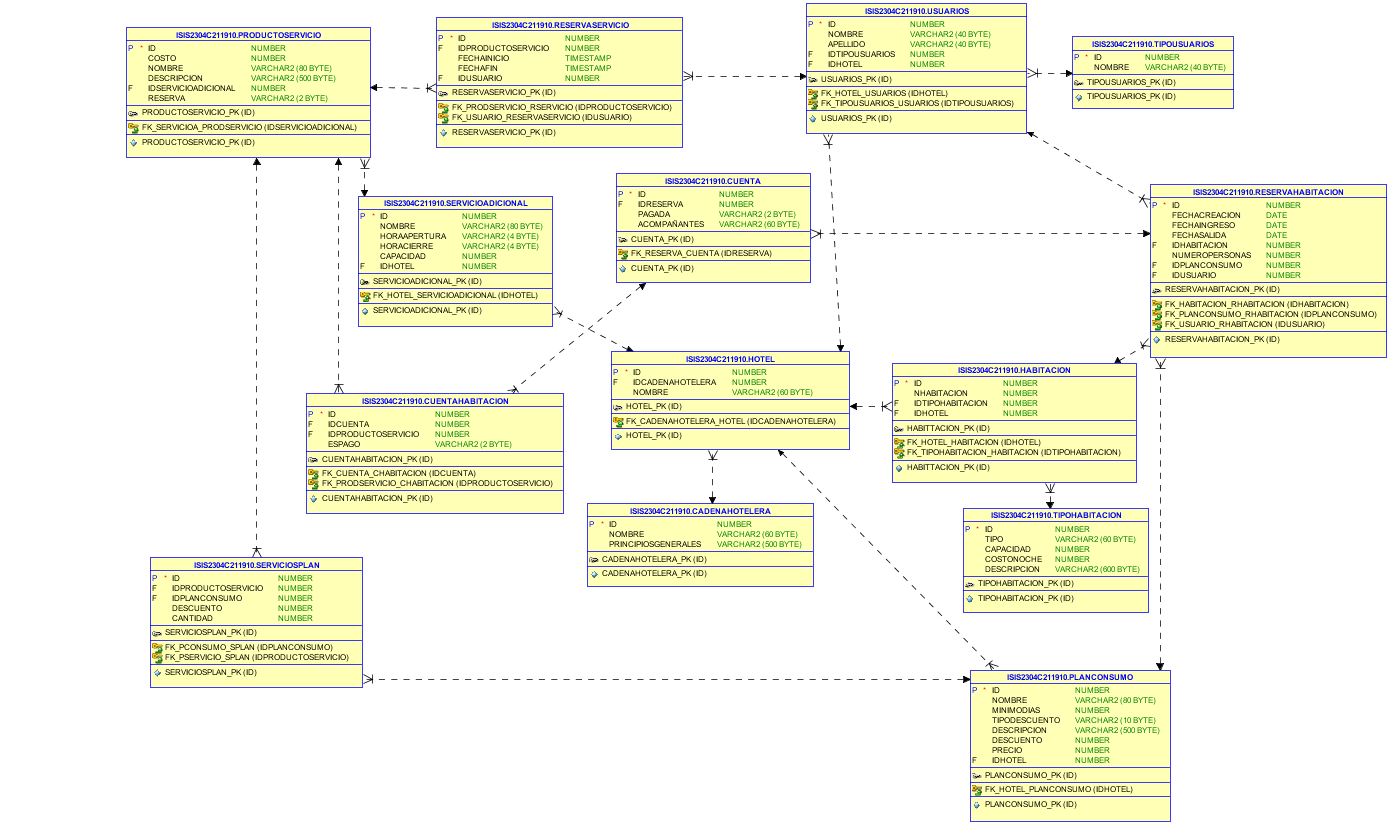 ISIS2304C211910.PRODUCTOSERVICIO
P * ID NUMBER
COSTO NUMBER
NOMBRE VARCHAR2 (80 BYTE)
DESCRIPCION VARCHAR2 (500 BYTE)
F IDSERVICIOADICIONAL NUMBER
RESERVA VARCHAR2 (2 BYTE)
PRODUCTOSERVICIO_PK (ID)
FK_SERVICIOA_PRODSERVICIO (IDSERVICIOADICIONAL)
PRODUCTOSERVICIO_PK (ID)
ISIS2304C211910.RESERVASERVICIO
P * ID NUMBER
F IDPRODUCTOSERVICIO NUMBER
FECHAINICIO TIMESTAMP
FECHAFIN TIMESTAMP
F IDUSUARIO NUMBER
RESERVASERVICIO_PK (ID)
FK_PRODSERVICIO_RSERVICIO (IDPRODUCTOSERVICIO)
FK_USUARIO_RESERVASERVICIO (IDUSUARIO)
RESERVASERVICIO_PK (ID)
ISIS2304C211910.USUARIOS
P * ID NUMBER
NOMBRE VARCHAR2 (40 BYTE)
APELLIDO VARCHAR2 (40 BYTE)
F IDTIPOUSUARIOS NUMBER
F IDHOTEL NUMBER
USUARIOS_PK (ID)
FK_HOTEL_USUARIOS (IDHOTEL)
FK_TIPOUSUARIOS_USUARIOS (IDTIPOUSUARIOS)
USUARIOS_PK (ID)
ISIS2304C211910.TIPOUSUARIOS
P * ID NUMBER
NOMBRE VARCHAR2 (40 BYTE)
TIPOUSUARIOS_PK (ID)
TIPOUSUARIOS_PK (ID)
ISIS2304C211910.SERVICIOADICIONAL
P * ID NUMBER
NOMBRE VARCHAR2 (80 BYTE)
HORAAPERTURA VARCHAR2 (4 BYTE)
HORACIERRE VARCHAR2 (4 BYTE)
CAPACIDAD NUMBER
F IDHOTEL NUMBER
SERVICIOADICIONAL_PK (ID)
FK_HOTEL_SERVICIOADICIONAL (IDHOTEL)
SERVICIOADICIONAL_PK (ID)
ISIS2304C211910.CUENTA
P * ID NUMBER
F IDRESERVA NUMBER
PAGADA VARCHAR2 (2 BYTE)
ACOMPAÑANTES VARCHAR2 (60 BYTE)
CUENTA_PK (ID)
FK_RESERVA_CUENTA (IDRESERVA)
CUENTA_PK (ID)
ISIS2304C211910.RESERVAHABITACION
P * ID NUMBER
FECHACREACION DATE
FECHAINGRESO DATE
FECHASALIDA DATE
F IDHABITACION NUMBER
NUMEROPERSONAS NUMBER
F IDPLANCONSUMO NUMBER
F IDUSUARIO NUMBER
RESERVAHABITACION_PK (ID)
FK_HABITACION_RHABITACION (IDHABITACION)
FK_PLANCONSUMO_RHABITACION (IDPLANCONSUMO)
FK_USUARIO_RHABITACION (IDUSUARIO)
RESERVAHABITACION_PK (ID)
ISIS2304C211910.HOTEL
P * ID NUMBER
F IDCADENAHOTELERA NUMBER
NOMBRE VARCHAR2 (60 BYTE)
HOTEL_PK (ID)
FK_CADENAHOTELERA_HOTEL (IDCADENAHOTELERA)
HOTEL_PK (ID)
ISIS2304C211910.HABITACION
P * ID NUMBER
NHABITACION NUMBER
F IDTIPOHABITACION NUMBER
F IDHOTEL NUMBER
HABITTACION_PK (ID)
FK_HOTEL_HABITACION (IDHOTEL)
FK_TIPOHABITACION_HABITACION (IDTIPOHABITACION)
HABITTACION_PK (ID)
ISIS2304C211910.CUENTAHABITACION
P * ID NUMBER
F IDCUENTA NUMBER
F IDPRODUCTOSERVICIO NUMBER
ESPAGO VARCHAR2 (2 BYTE)
CUENTAHABITACION_PK (ID)
FK_CUENTA_CHABITACION (IDCUENTA)
FK_PRODSERVICIO_CHABITACION (IDPRODUCTOSERVICIO)
CUENTAHABITACION_PK (ID)
ISIS2304C211910.CADENAHOTELERA
P * ID NUMBER
NOMBRE VARCHAR2 (60 BYTE)
PRINCIPIOSGENERALES VARCHAR2 (500 BYTE)
CADENAHOTELERA_PK (ID)
CADENAHOTELERA_PK (ID)
ISIS2304C211910.TIPOHABITACION
P * ID NUMBER
TIPO VARCHAR2 (60 BYTE)
CAPACIDAD NUMBER
COSTONOCHE NUMBER
DESCRIPCION VARCHAR2 (600 BYTE)
TIPOHABITACION_PK (ID)
TIPOHABITACION_PK (ID)
ISIS2304C211910.SERVICIOSPLAN
P * ID NUMBER
F IDPRODUCTOSERVICIO NUMBER
F IDPLANCONSUMO NUMBER
DESCUENTO NUMBER
CANTIDAD NUMBER
SERVICIOSPLAN_PK (ID)
FK_PCONSUMO_SPLAN (IDPLANCONSUMO)
FK_PSERVICIO_SPLAN (IDPRODUCTOSERVICIO)
SERVICIOSPLAN_PK (ID)
ISIS2304C211910.PLANCONSUMO
P * ID NUMBER
NOMBRE VARCHAR2 (80 BYTE)
MINIMODIAS NUMBER
TIPODESCUENTO VARCHAR2 (10 BYTE)
DESCRIPCION VARCHAR2 (500 BYTE)
DESCUENTO NUMBER
PRECIO NUMBER
F IDHOTEL NUMBER
PLANCONSUMO_PK (ID)
FK_HOTEL_PLANCONSUMO (IDHOTEL)
PLANCONSUMO_PK (ID)